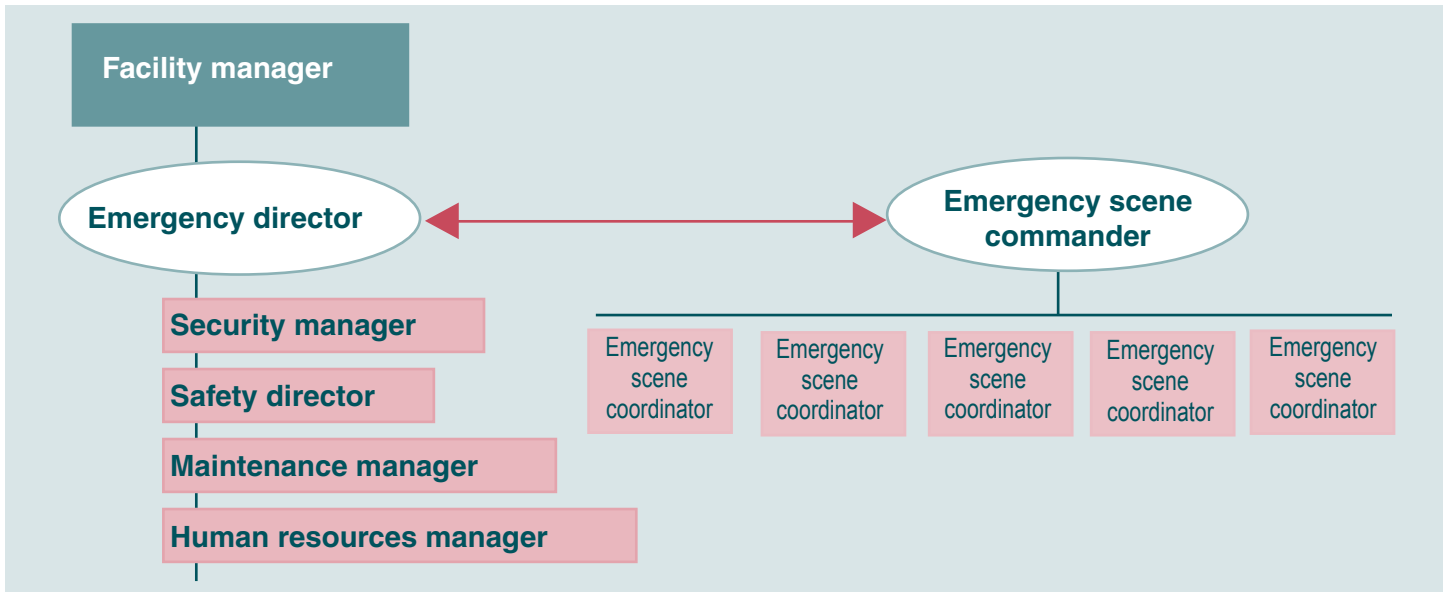 Facility manager
Emergency director
Emergency scene
commander
Security manager
Safety director
Maintenance manager
Human resources manager
Emergency
scene
coordinator
Emergency
scene
coordinator
Emergency
scene
coordinator
Emergency
scene
coordinator
Emergency
scene
coordinator